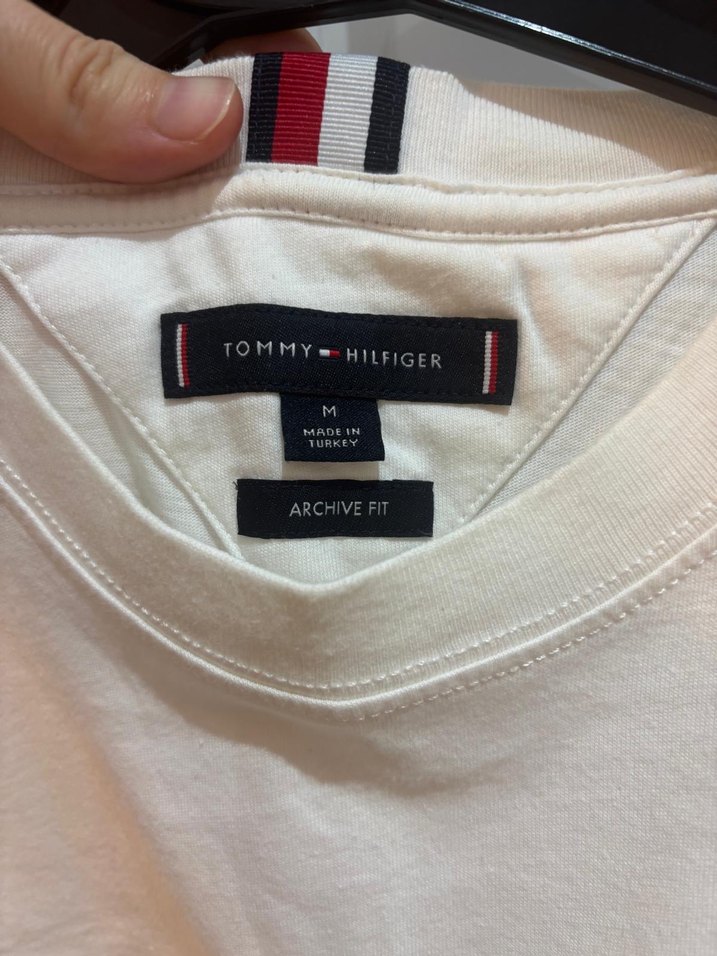 TOMMY HILFIGER
M
MADE IN
TURKEY
ARCHIVE FIT